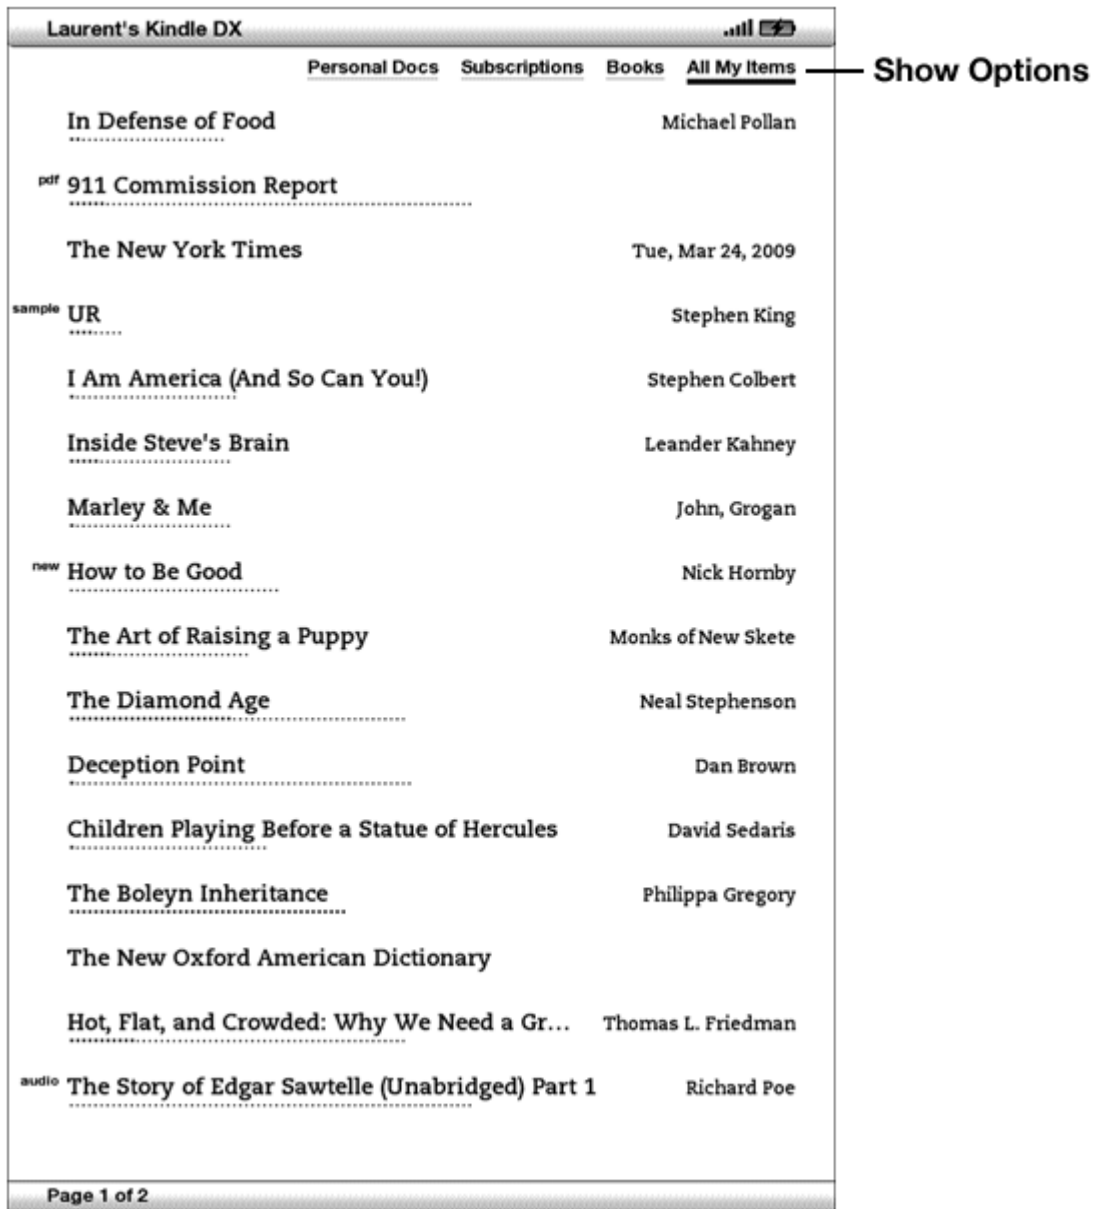 Laurent's Kindle DX
Personal Docs Subscriptions Books All My Items Show Options
In Defense of Food Michael Pollan
pdf 911 Commission Report
The New York Times Tue, Mar 24, 2009
sample UR Stephen King
I Am America (And So Can You!) Stephen Colbert
Inside Steve's Brain Leander Kahney
Marley & Me John, Grogan
new How to Be Good Nick Hornby
The Art of Raising a Puppy Monks of New Skete
The Diamond Age Neal Stephenson
Deception Point Dan Brown
Children Playing Before a Statue of Hercules David Sedaris
The Boleyn Inheritance Philippa Gregory
The New Oxford American Dictionary
Hot, Flat, and Crowded: Why We Need a Gr... Thomas L. Friedman
audio The Story of Edgar Sawtelle (Unabridged) Part 1 Richard Poe
Page 1 of 2